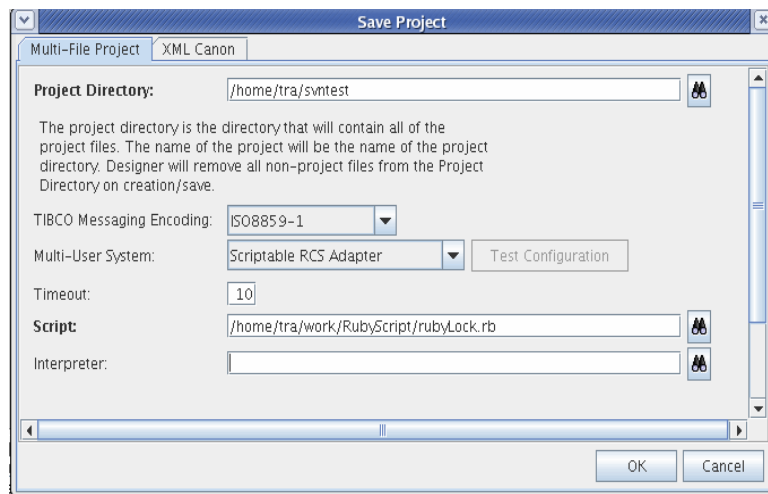 Save Project
Multi-File Project XML Canon
Project Directory: /home/tra/svntest
The project directory is the directory that will contain all of the
project files. The name of the project will be the name of the project
directory. Designer will remove all non-project files from the Project
Directory on creation/save.
TIBCO Messaging Encoding: ISO8859-1
Multi-User System: Scriptable RCS Adapter Test Configuration
Timeout: 10
Script: /home/tra/work/RubyScript/rubyLock.rb
Interpreter:
OK Cancel